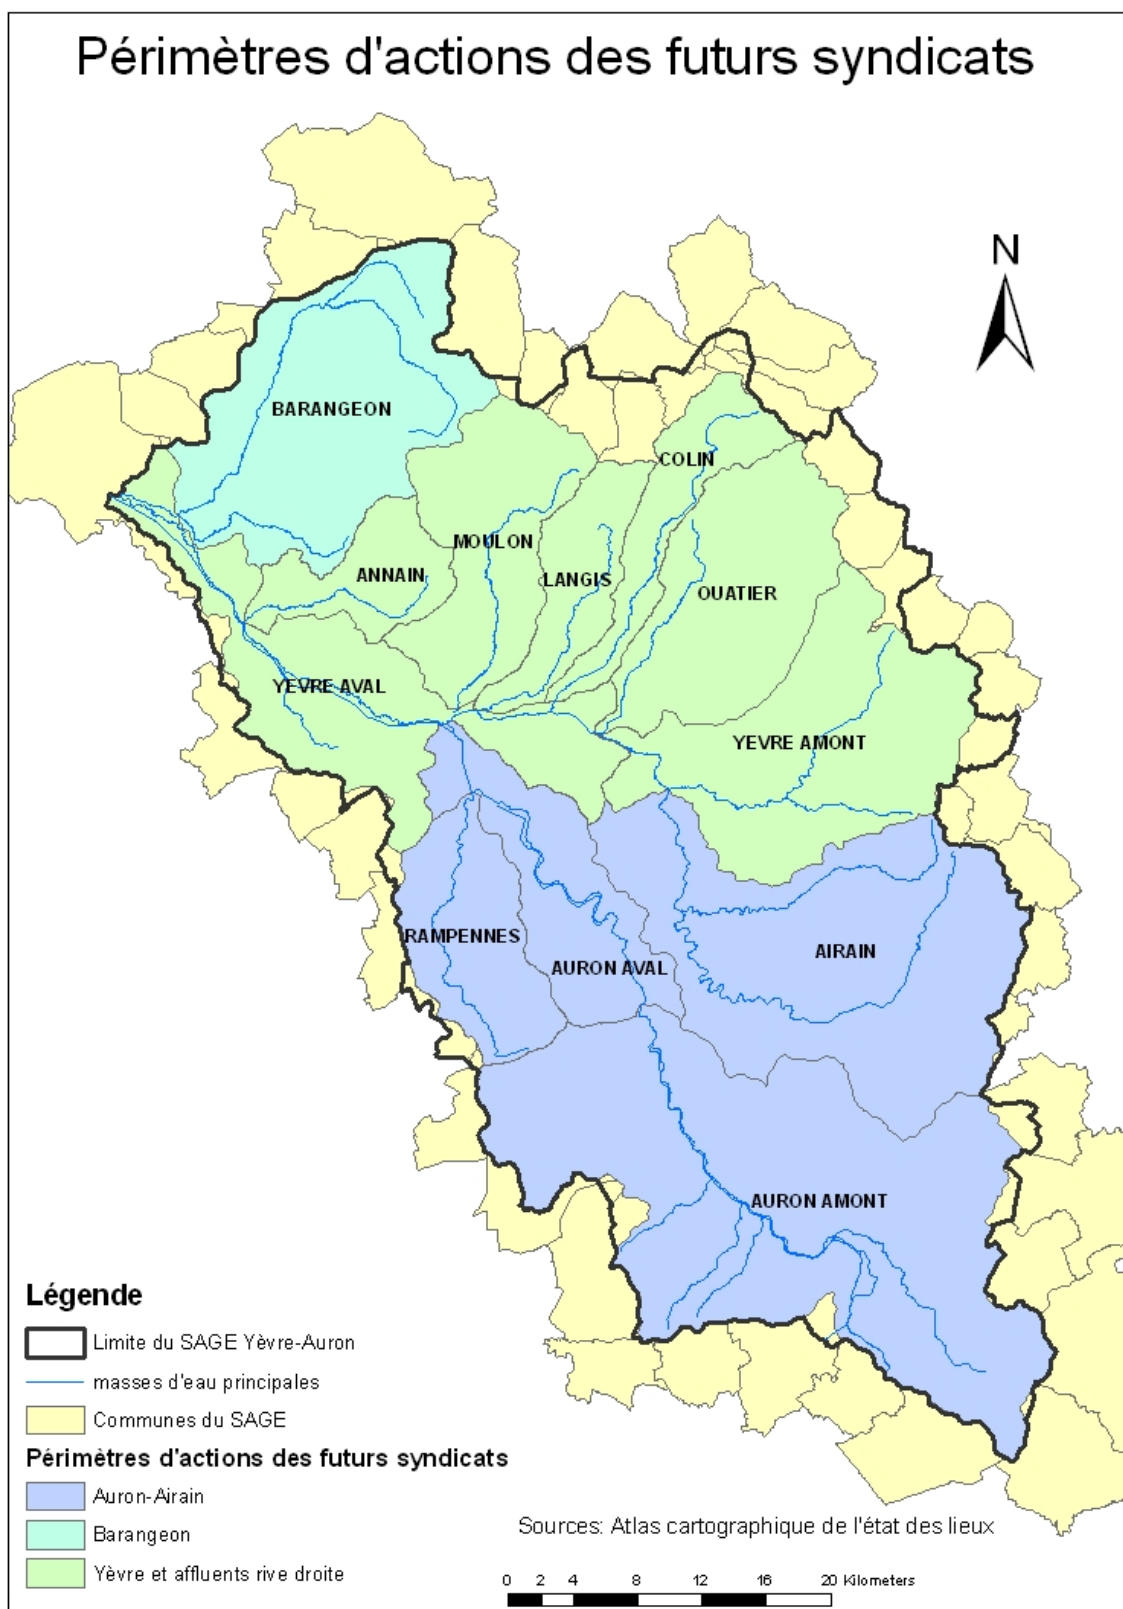 Périmètres d'actions des futurs syndicats
N
BARANGEON
COLIN
MOULON
ANNAIN
LANGIS
OUATIER
YEVRE AVAL
YEVRE AMONT
RAMPENNES
AURON AVAL
AIRAIN
AURON AMONT
Légende
Limite du SAGE Yèvre-Auron
masses d'eau principales
Communes du SAGE
Périmètres d'actions des futurs syndicats
Auron-Airain
Barangeon
Yèvre et affluents rive droite
Sources: Atlas cartographique de l'état des lieux
0 2 4 8 12 16 20 Kilometers